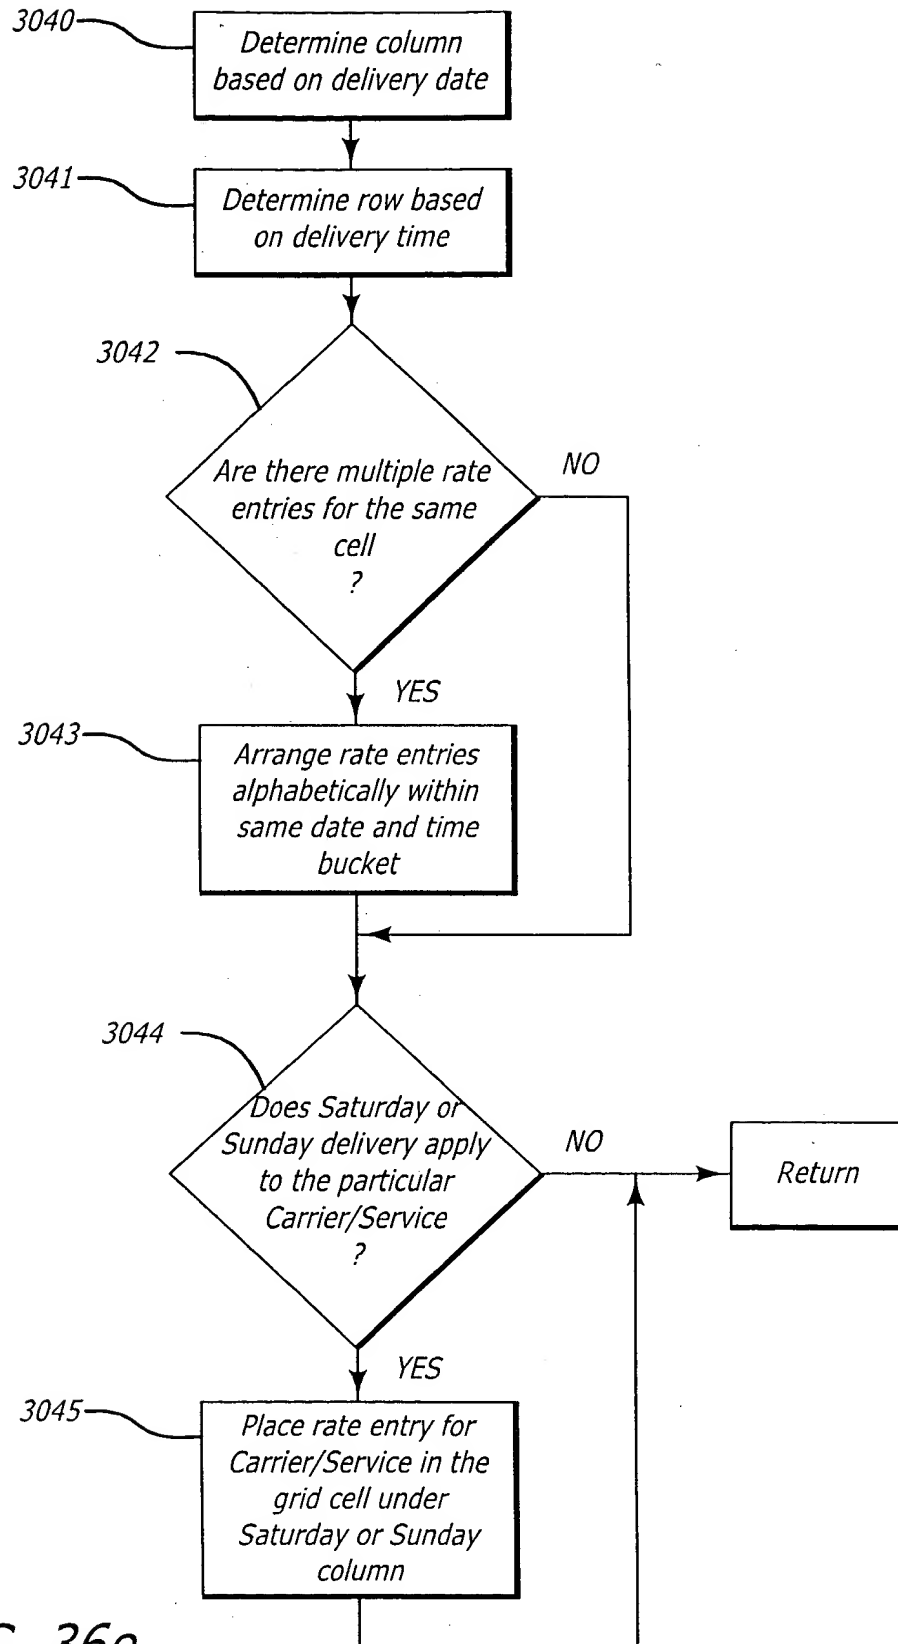 3040
Determine column
based on delivery date
3041
Determine row based
on delivery time
3042
Are there multiple rate
entries for the same
cell
?
NO
YES
3043
Arrange rate entries
alphabetically within
same date and time
bucket
3044
Does Saturday or
Sunday delivery apply
to the particular
Carrier/Service
?
NO
Return
YES
3045
Place rate entry for
Carrier/Service in the
grid cell under
Saturday or Sunday
column